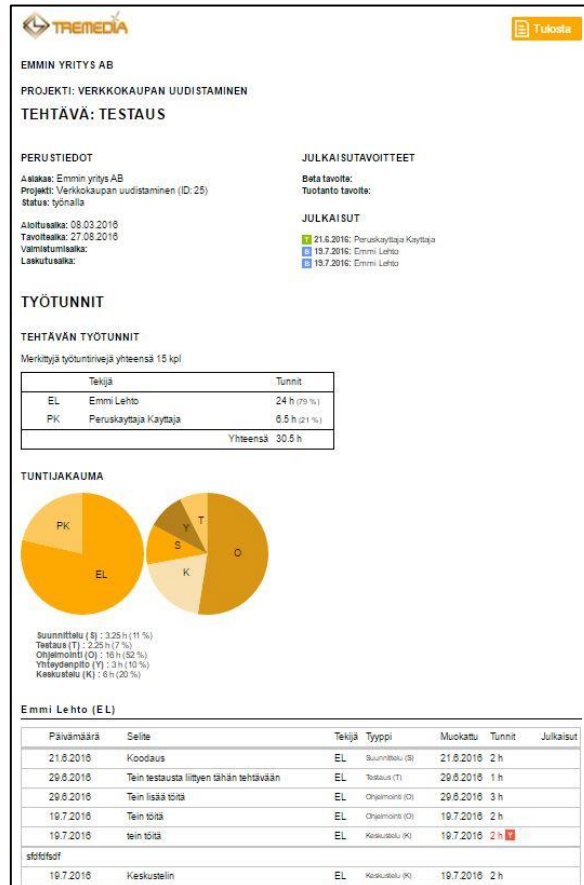 TREMEDIA
Tulosta
EMMIN YRITYS AB
PROJEKTI: VERKKOKAUPAN UUDISTAMINEN
TEHTÄVÄ: TESTAUS
PERUSTIEDOT
Asiakas: Emmin yritys AB
Projekti: Verkkokaupan uudistaminen (ID: 25)
Status: työnalla
Aloitusaika: 08.03.2016
Tavoiteaika: 27.08.2016
Valmistumisaika:
Laskutusaika:
JULKAISUTAVOITTEET
Beta tavoite:
Tuotanto tavoite:
JULKAISUT
T 21.6.2016: Peruskayttaja Kayttaja
B 19.7.2016: Emmi Lehto
B 19.7.2016: Emmi Lehto
TYÖTUNNIT
TEHTÄVÄN TYÖTUNNIT
Merkittyjä työtuntirivejä yhteensä 15 kpl
Tekijä Tunnit
EL Emmi Lehto 24 h (79 %)
PK Peruskayttaja Kayttaja 6.5 h (21 %)
Yhteensä 30.5 h
TUNTIJAKAUMA
PK
EL
Y
T
S
K
O
Suunnittelu (S) : 3.25 h (11 %)
Testaus (T) : 2.25 h (7 %)
Ohjelmointi (O) : 16 h (52 %)
Yhteydenpito (Y) : 3 h (10 %)
Keskustelu (K) : 6 h (20 %)
Emmi Lehto (EL)
Päivämäärä Selite Tekijä Tyyppi Muokattu Tunnit Julkaisut
21.6.2016 Koodaus EL Suunnittelu (S) 21.6.2016 2 h
29.6.2016 Tein testausta liittyen tähän tehtävään EL Testaus (T) 29.6.2016 1 h
29.6.2016 Tein lisää töitä EL Ohjelmointi (O) 29.6.2016 3 h
19.7.2016 Tein töitä EL Ohjelmointi (O) 19.7.2016 2 h
19.7.2016 tein töitä EL Keskustelu (K) 19.7.2016 2 h Y
sfdfdfsdf
19.7.2016 Keskustelin EL Keskustelu (K) 19.7.2016 2 h